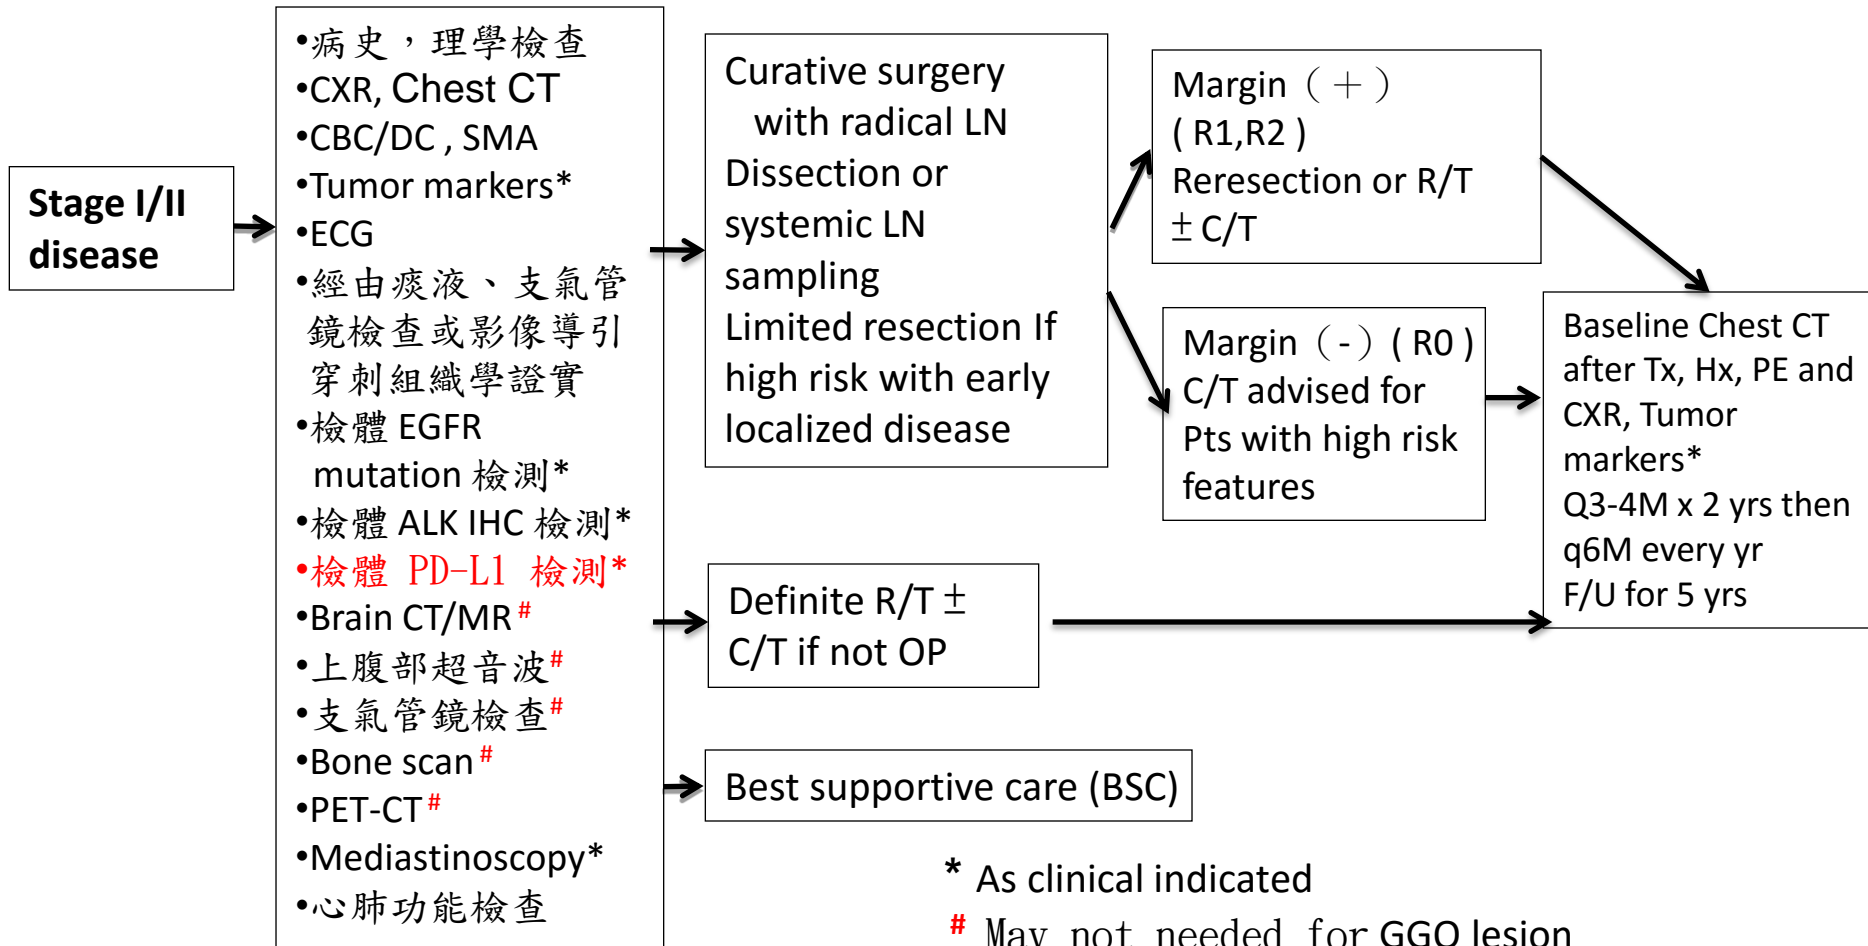 Stage I/II
disease
•病史，理學檢查
•CXR, Chest CT
•CBC/DC , SMA
•Tumor markers*
•ECG
•經由痰液、支氣管
鏡檢查或影像導引
穿刺組織學證實
•檢體 EGFR
mutation 檢測*
•檢體 ALK IHC 檢測*
•檢體 PD-L1 檢測*
•Brain CT/MR#
•上腹部超音波#
•支氣管鏡檢查#
•Bone scan#
•PET-CT#
•Mediastinoscopy*
•心肺功能檢查
Curative surgery
with radical LN
Dissection or
systemic LN
sampling
Limited resection If
high risk with early
localized disease
Definite R/T ±
C/T if not OP
Best supportive care (BSC)
Margin（＋）
( R1,R2 )
Reresection or R/T
± C/T
Margin（-）( R0 )
C/T advised for
Pts with high risk
features
Baseline Chest CT
after Tx, Hx, PE and
CXR, Tumor
markers*
Q3-4M x 2 yrs then
q6M every yr
F/U for 5 yrs
* As clinical indicated
# May not needed for GGO lesion